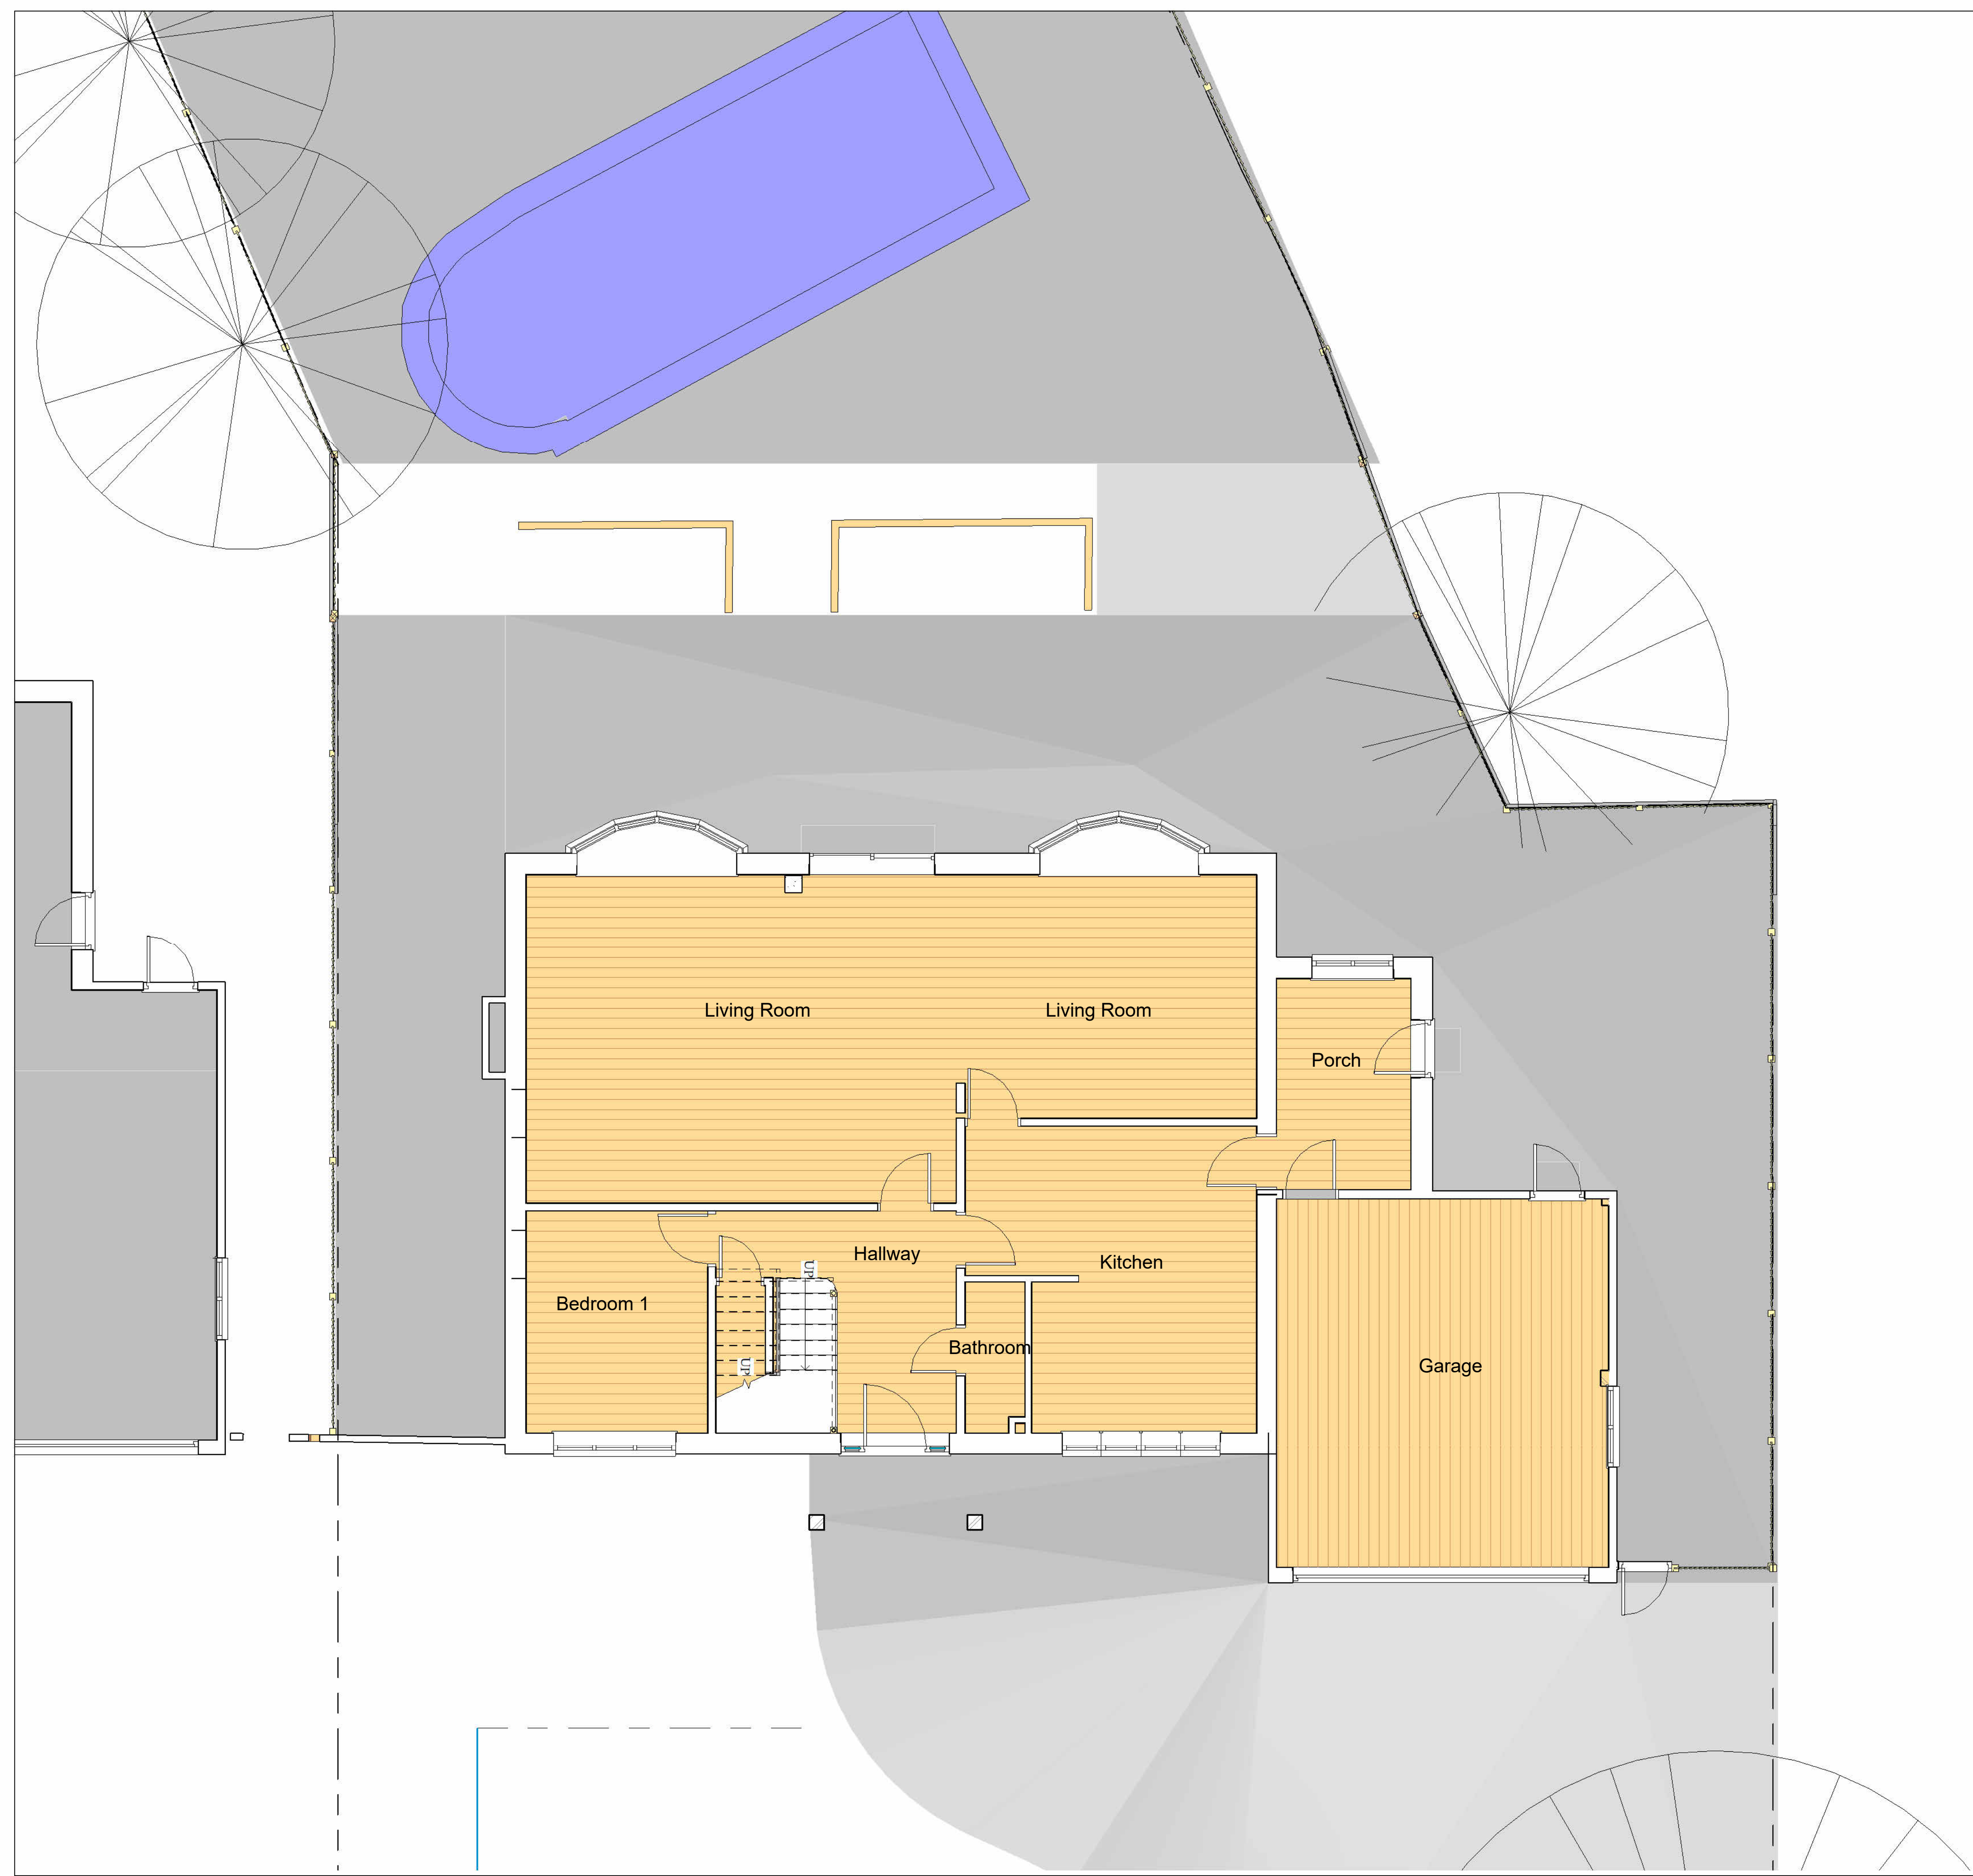 Living Room
Living Room
Porch
Hallway
Kitchen
UP
Bedroom 1
Bathroom
UP
Garage